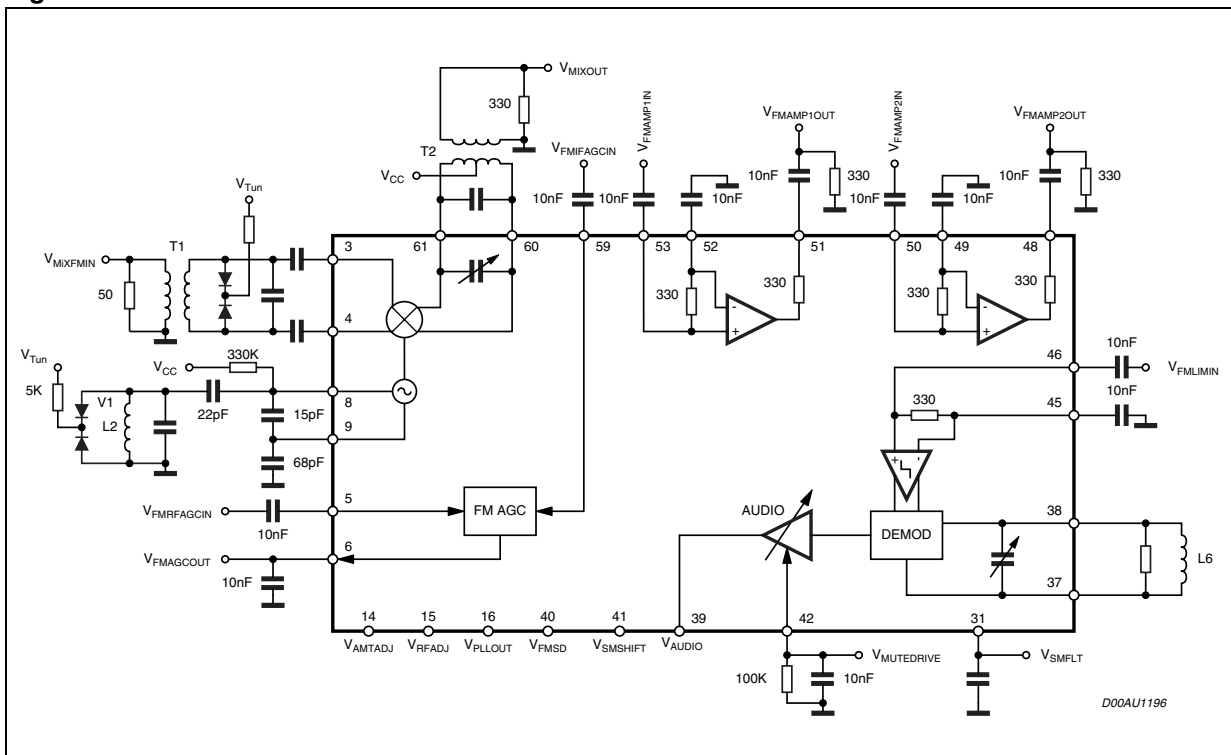 V_MIXOUT
330
T2
V_CC
V_FMIFAGCIN
V_FMAMP1IN
V_FMAMP1OUT
V_FMAMP2IN
V_FMAMP2OUT
10nF
10nF
10nF
10nF
330
10nF
10nF
10nF
330
V_Tun
T1
V_MiXFMIN
50
3
61
60
59
53
52
51
50
49
48
4
330
330
330
330
-
+
-
+
V_Tun
5K
V_CC
330K
V1
L2
22pF
15pF
68pF
8
9
46
10nF
V_FMLIMIN
10nF
45
330
+
-
V_FMRFAGCIN
10nF
5
FM AGC
AUDIO
DEMOD
38
37
L6
V_FMAGCOUT
10nF
6
14
15
16
40
41
39
42
31
V_AMTADJ
V_RFADJ
V_PLLOUT
V_FMSD
V_SMSHIFT
V_AUDIO
100K
10nF
V_MUTEDRIVE
V_SMFLT
D00AU1196